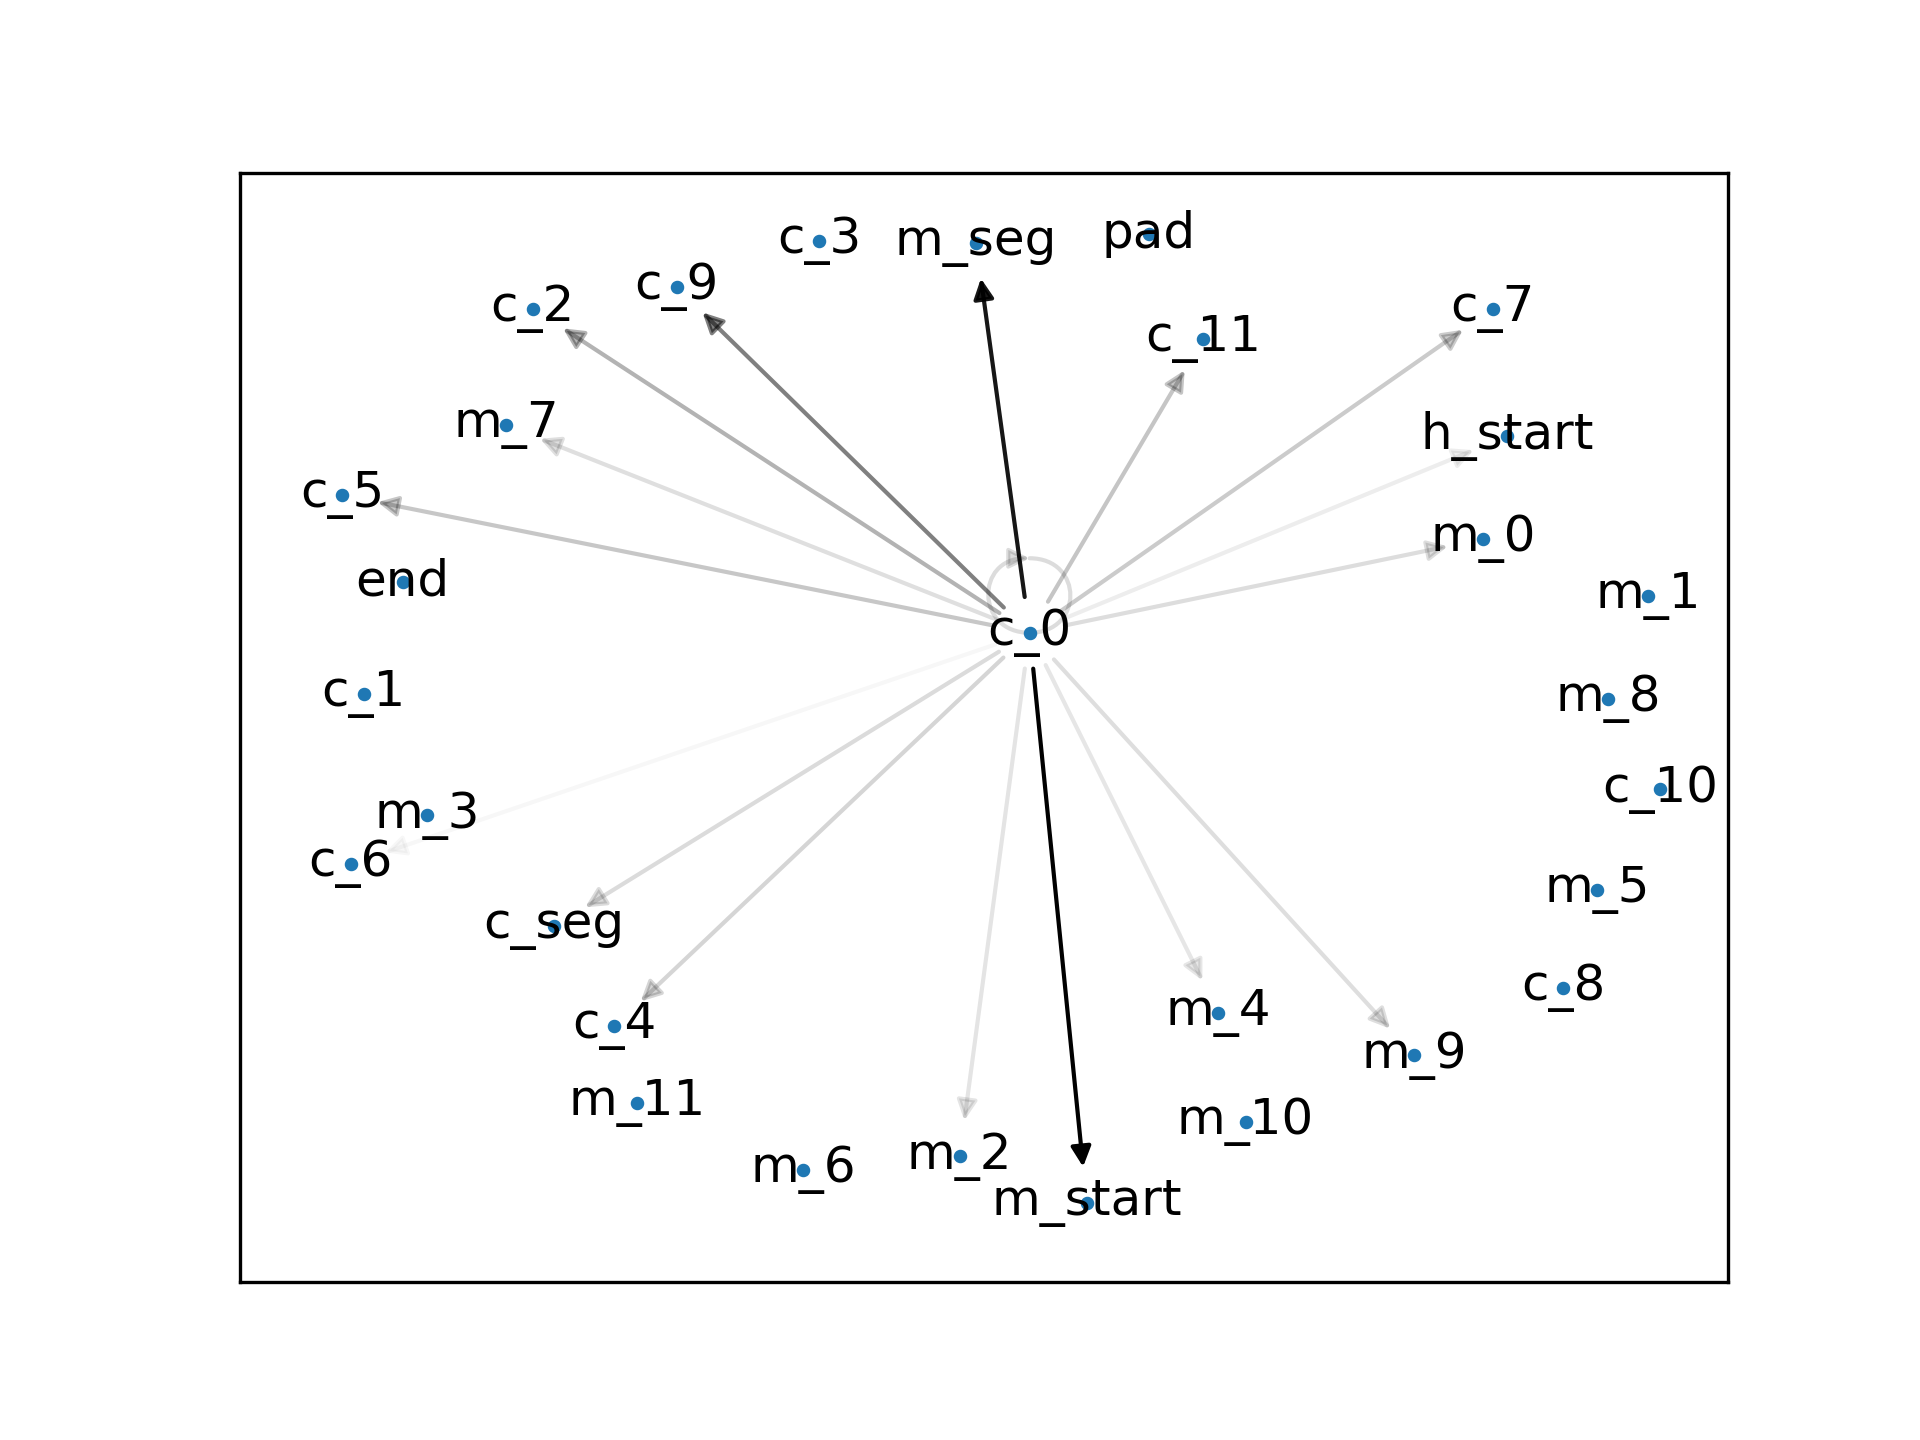 c_3 m_seg pad
c_2 c_9 c_11 c_7
m_7 h_start
c_5 m_0
end m_1
c_0
c_1 m_8
m_3 c_10
c_6 m_5
c_seg c_8
c_4 m_4 m_9
m_11 m_10
m_6 m_2
m_start